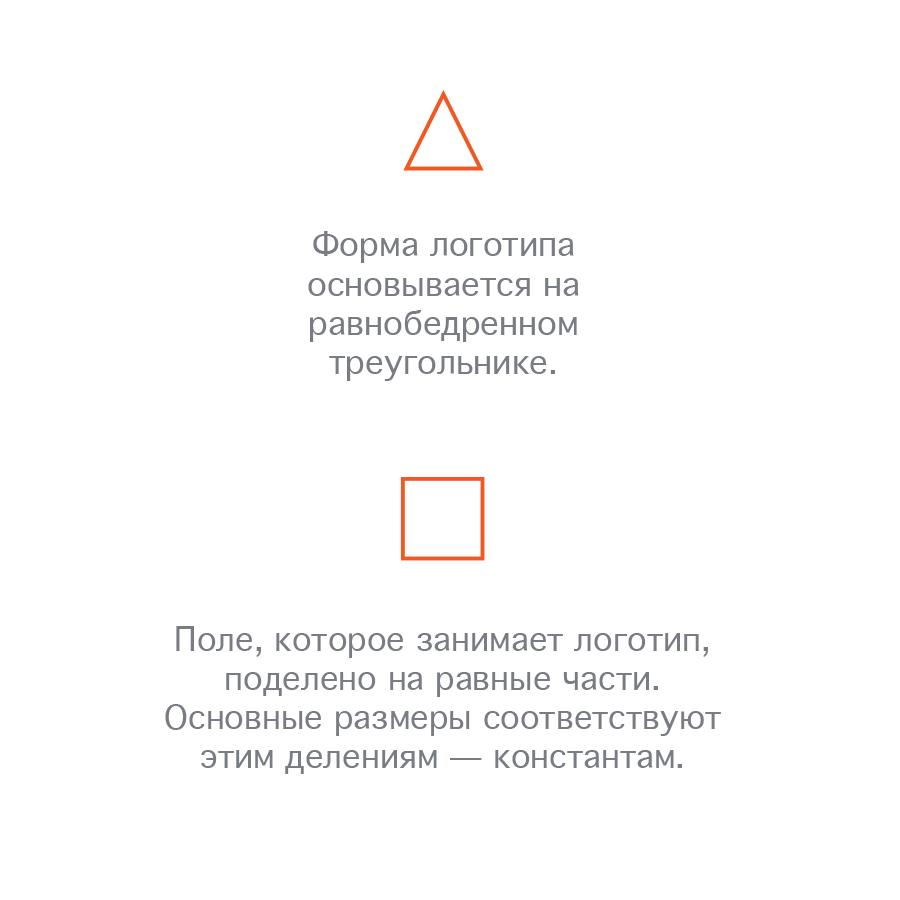 Форма логотипа
основывается на
равнобедренном
треугольнике.
Поле, которое занимает логотип,
поделено на равные части.
Основные размеры соответствуют
этим делениям — константам.